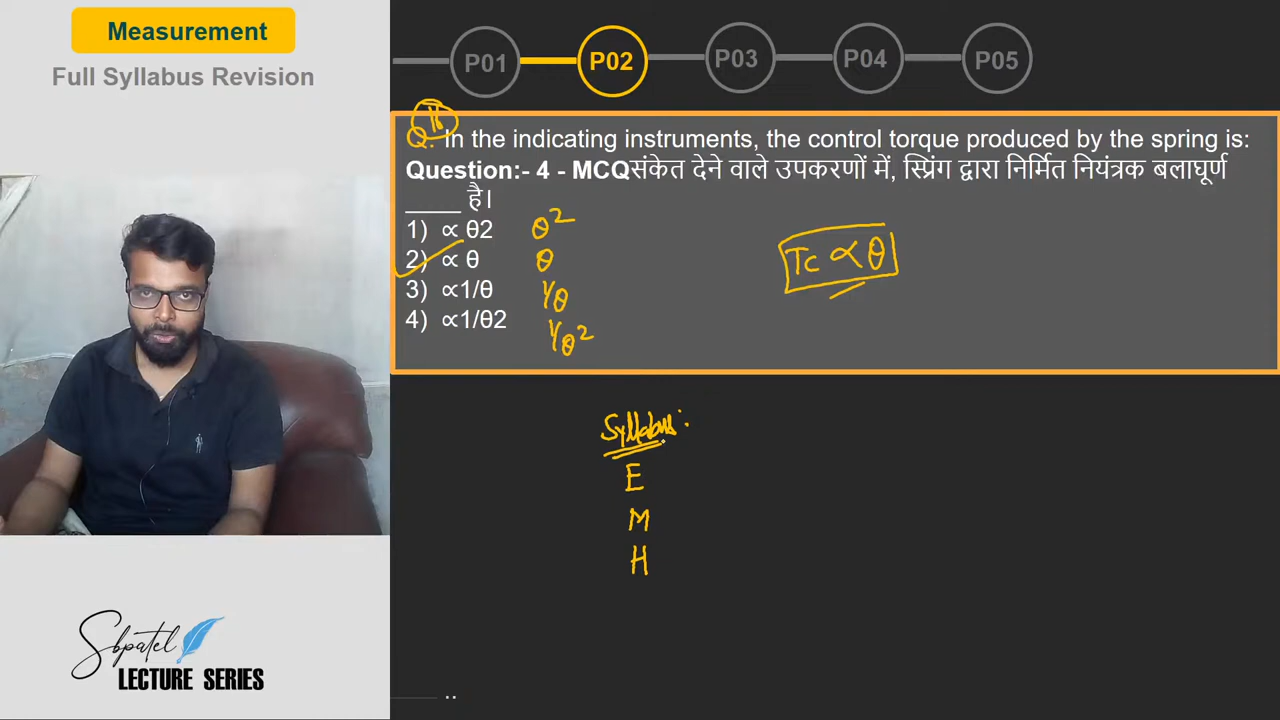 Measurement
Full Syllabus Revision
P01 P02 P03 P04 P05
Q. In the indicating instruments, the control torque produced by the spring is:
Question:- 4 - MCQसंकेत देने वाले उपकरणों में, स्प्रिंग द्वारा निर्मित नियंत्रक बलाघूर्ण
____ है।
1) ∝ θ2 θ²
2) ∝ θ θ
3) ∝1/θ 1/θ
4) ∝1/θ2 1/θ²
Tc ∝ θ
Syllabus:
E
M
H
Sbpatel
LECTURE SERIES